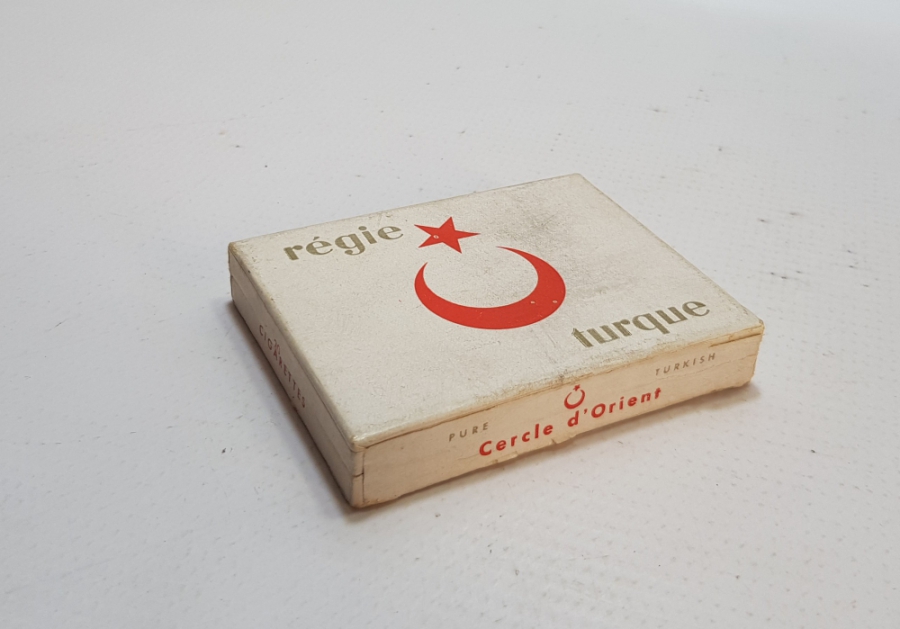 régie
turque
CIGARETTES
PURE
TURKISH
Cercle d'Orient